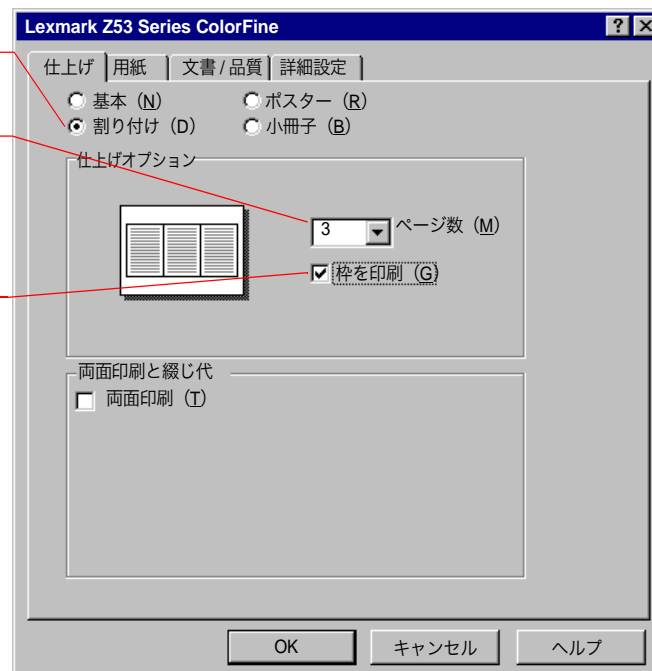 Lexmark Z53 Series ColorFine
仕上げ 用紙 文書/品質 詳細設定
基本 (N) ポスター (R)
割り付け (D) 小冊子 (B)
仕上げオプション
3 ページ数 (M)
枠を印刷 (G)
両面印刷と綴じ代
両面印刷 (T)
OK キャンセル ヘルプ